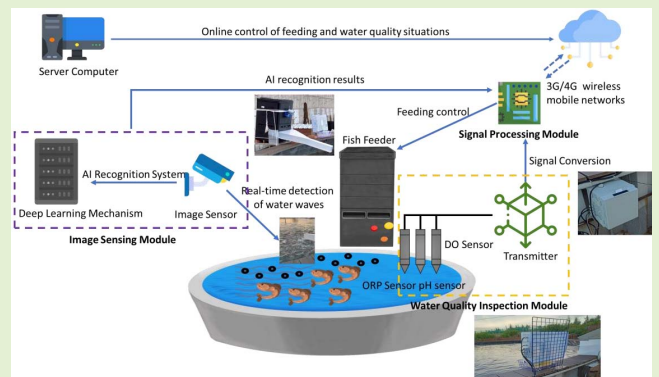 Online control of feeding and water quality situations
Server Computer
AI recognition results
3G/4G wireless
mobile networks
Feeding control
Fish Feeder
Signal Processing Module
Signal Conversion
AI Recognition System
Real-time detection
of water waves
Deep Learning Mechanism
Image Sensor
Image Sensing Module
DO Sensor
Transmitter
ORP Sensor pH sensor
Water Quality Inspection Module